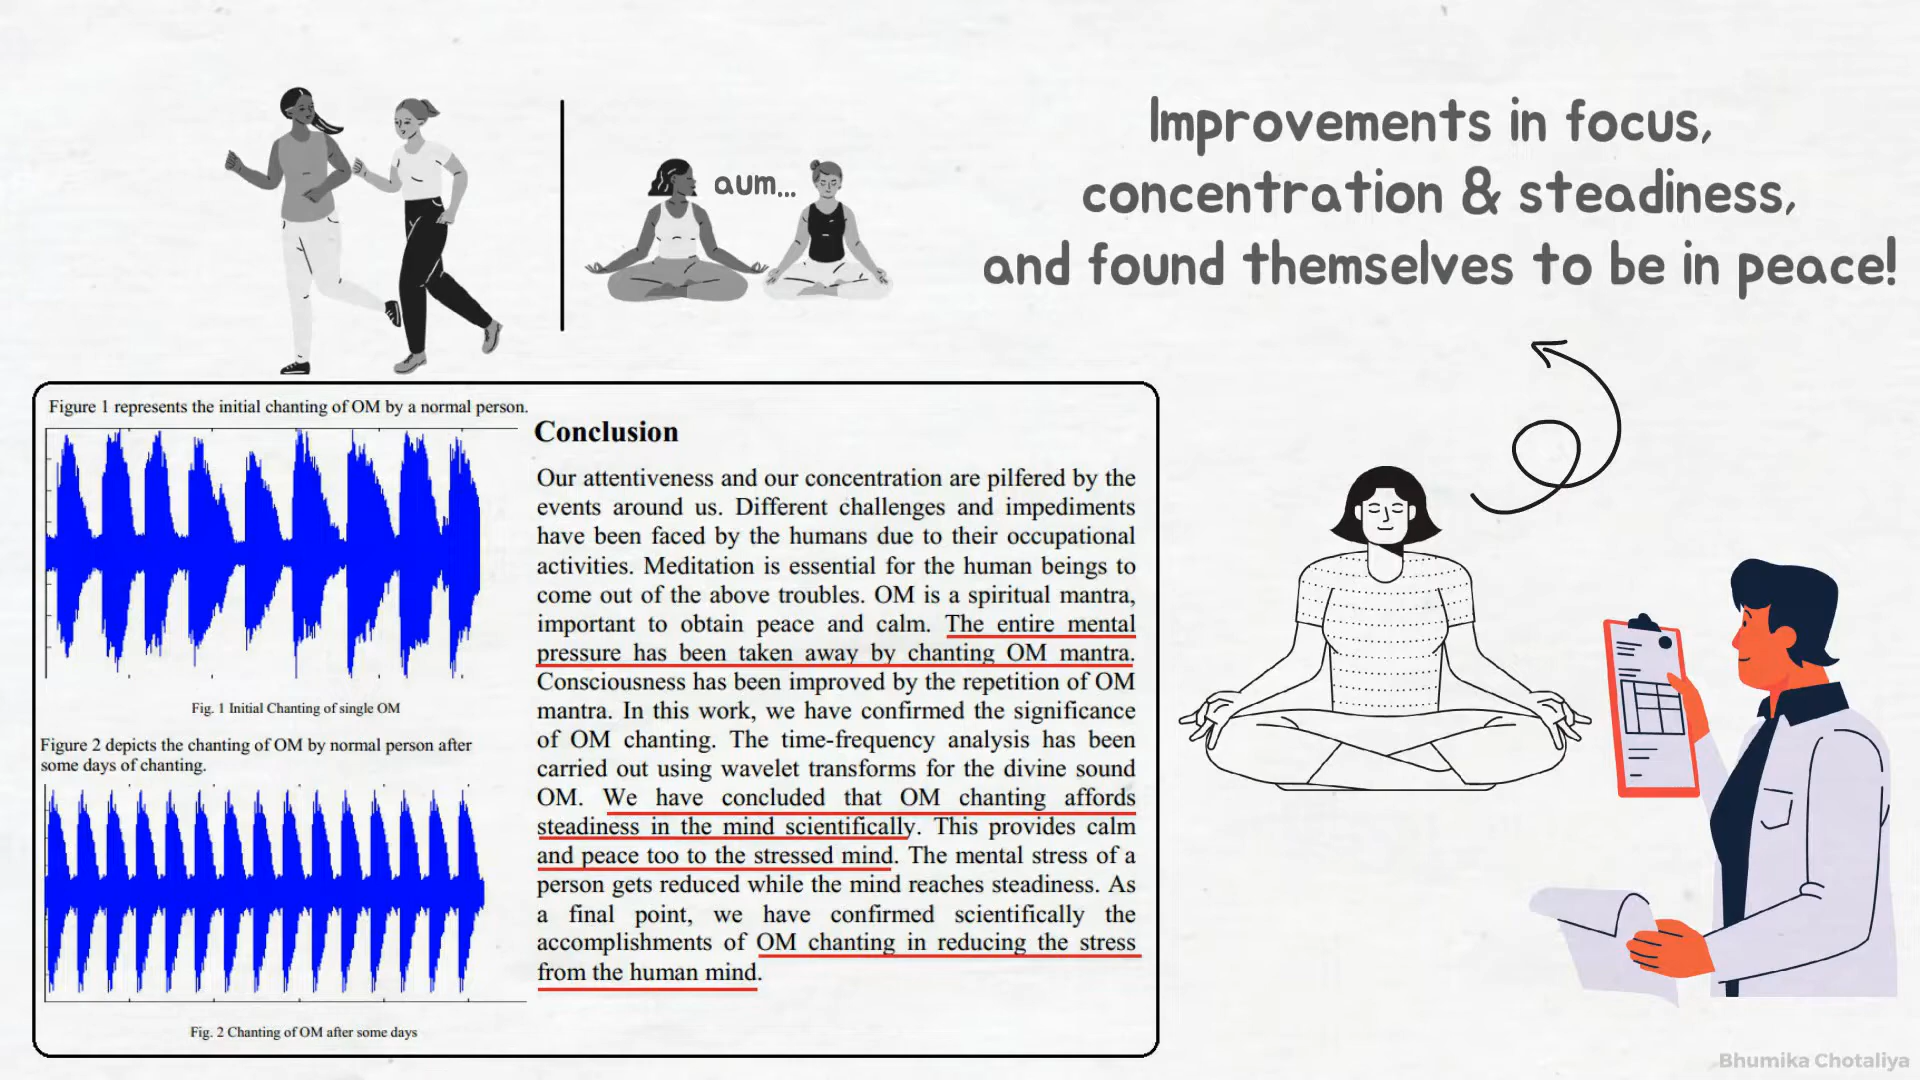 aum...
Improvements in focus,
concentration & steadiness,
and found themselves to be in peace!
Figure 1 represents the initial chanting of OM by a normal person.
Fig. 1 Initial Chanting of single OM
Figure 2 depicts the chanting of OM by normal person after
some days of chanting.
Fig. 2 Chanting of OM after some days
Conclusion
Our attentiveness and our concentration are pilfered by the
events around us. Different challenges and impediments
have been faced by the humans due to their occupational
activities. Meditation is essential for the human beings to
come out of the above troubles. OM is a spiritual mantra,
important to obtain peace and calm. The entire mental
pressure has been taken away by chanting OM mantra.
Consciousness has been improved by the repetition of OM
mantra. In this work, we have confirmed the significance
of OM chanting. The time-frequency analysis has been
carried out using wavelet transforms for the divine sound
OM. We have concluded that OM chanting affords
steadiness in the mind scientifically. This provides calm
and peace too to the stressed mind. The mental stress of a
person gets reduced while the mind reaches steadiness. As
a final point, we have confirmed scientifically the
accomplishments of OM chanting in reducing the stress
from the human mind.
Bhumika Chotaliya